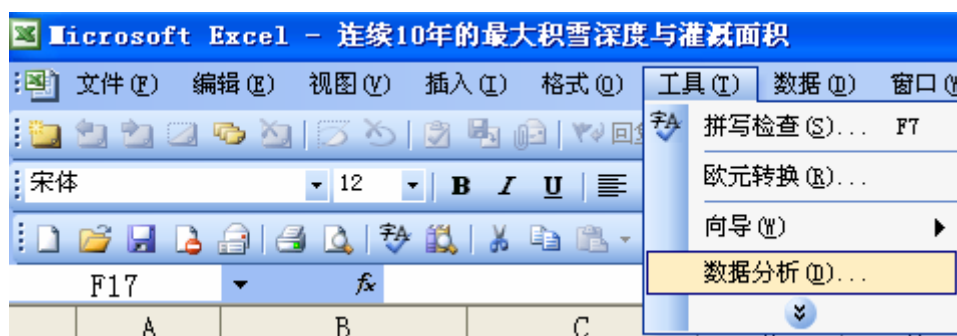 Microsoft Excel - 连续10年的最大积雪深度与灌溉面积
文件(F) 编辑(E) 视图(V) 插入(I) 格式(O) 工具(T) 数据(D) 窗口(W
拼写检查(S)... F7
宋体 12 B I U
欧元转换(R)...
向导(W)
数据分析(D)...
F17 fx
A B C